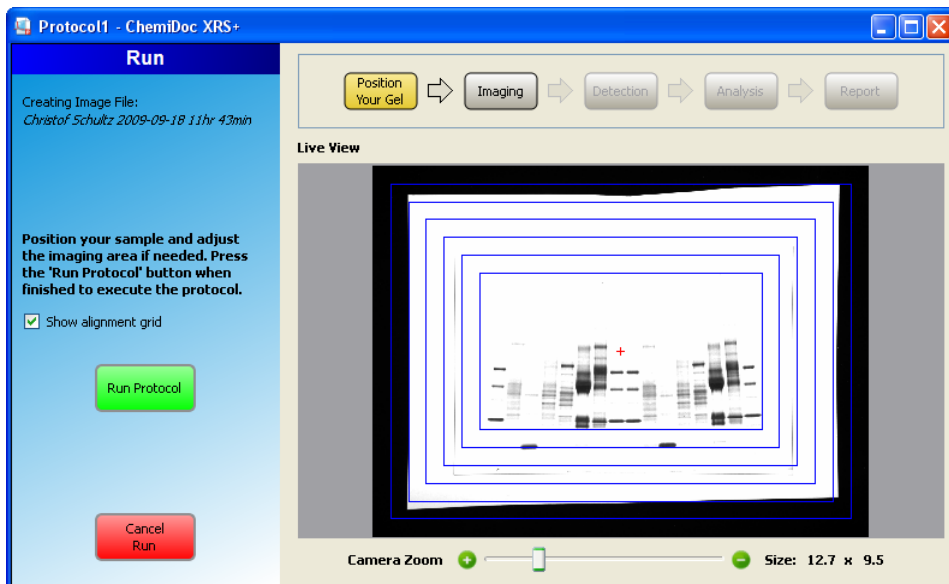 Protocol1 - ChemiDoc XRS+
Run
Creating Image File:
Christof Schultz 2009-09-18 11hr 43min
Position your sample and adjust
the imaging area if needed. Press
the 'Run Protocol' button when
finished to execute the protocol.
Show alignment grid
Run Protocol
Cancel
Run
Position
Your Gel
Imaging
Detection
Analysis
Report
Live View
Camera Zoom
Size: 12.7 x 9.5